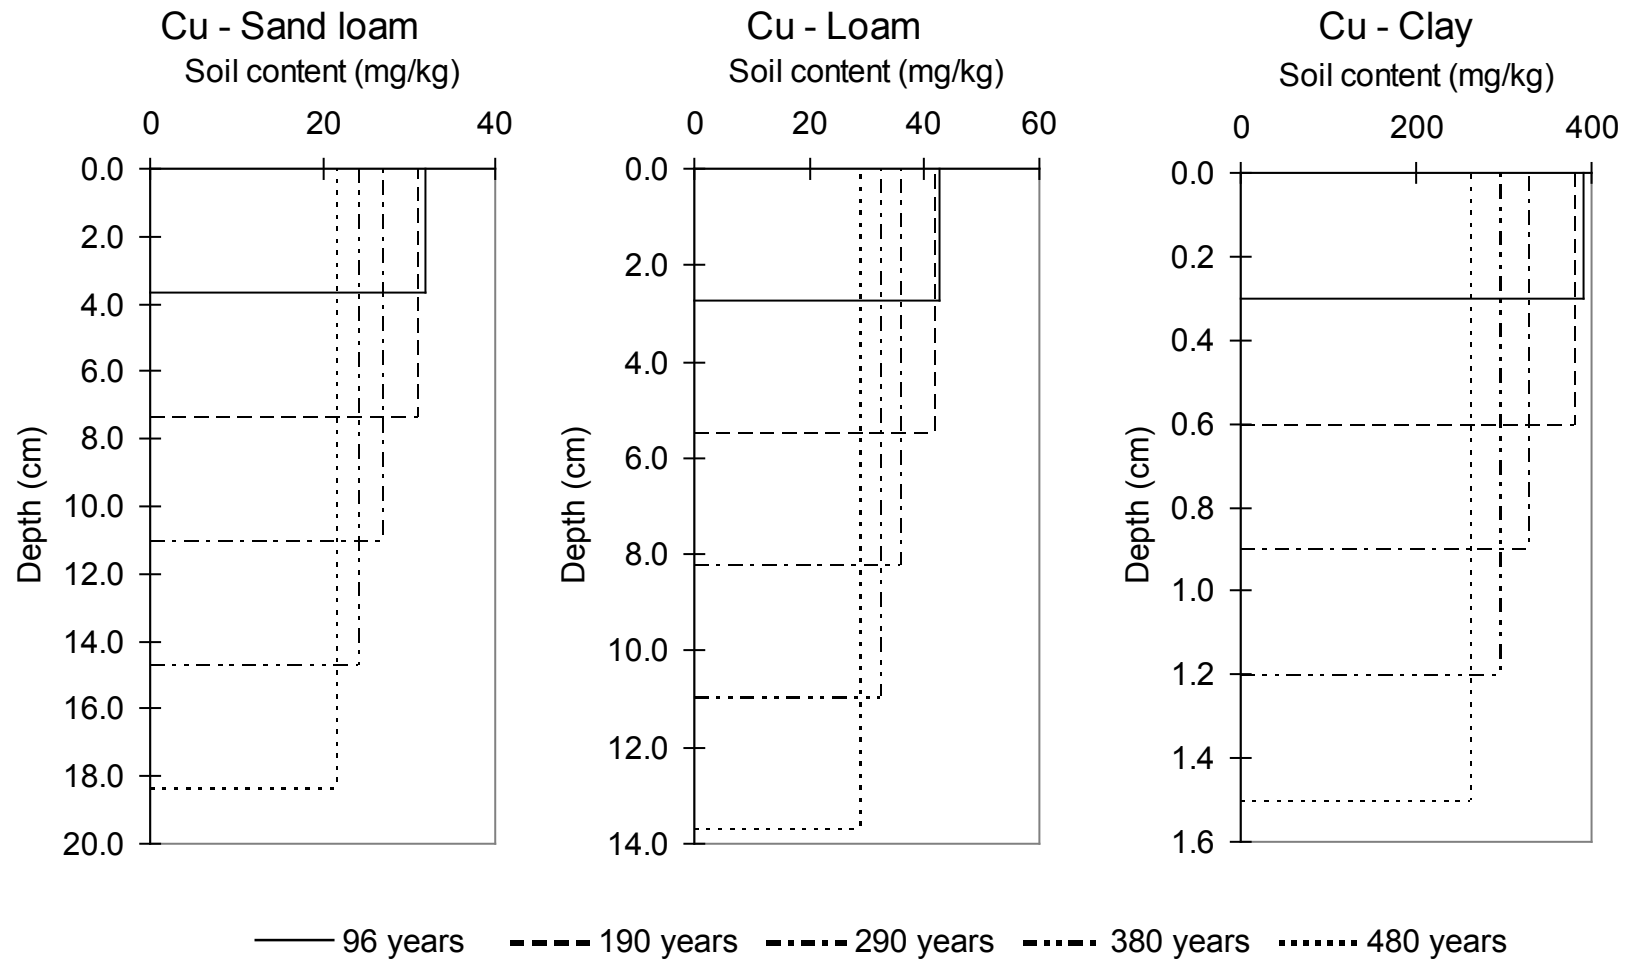 Cu - Sand loam
Soil content (mg/kg)
0 20 40
0.0
2.0
4.0
6.0
8.0
10.0
12.0
14.0
16.0
18.0
20.0
Depth (cm)
Cu - Loam
Soil content (mg/kg)
0 20 40 60
0.0
2.0
4.0
6.0
8.0
10.0
12.0
14.0
Depth (cm)
Cu - Clay
Soil content (mg/kg)
0 200 400
0.0
0.2
0.4
0.6
0.8
1.0
1.2
1.4
1.6
Depth (cm)
96 years 190 years 290 years 380 years 480 years